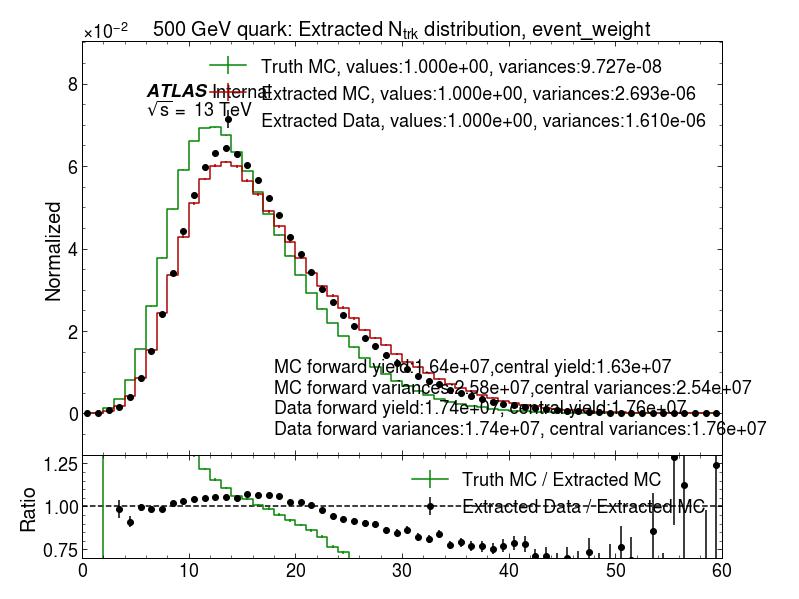 ×10⁻² 500 GeV quark: Extracted N_trk distribution, event_weight
Truth MC, values:1.000e+00, variances:9.727e-08
ATLAS Internal
Extracted MC, values:1.000e+00, variances:2.693e-06
√s = 13 TeV
Extracted Data, values:1.000e+00, variances:1.610e-06
8
6
4
2
0
Normalized
MC forward yield:1.64e+07,central yield:1.63e+07
MC forward variances:2.58e+07,central variances:2.54e+07
Data forward yield:1.74e+07, central yield:1.76e+07
Data forward variances:1.74e+07, central variances:1.76e+07
1.25
1.00
0.75
Ratio
Truth MC / Extracted MC
Extracted Data / Extracted MC
0 10 20 30 40 50 60